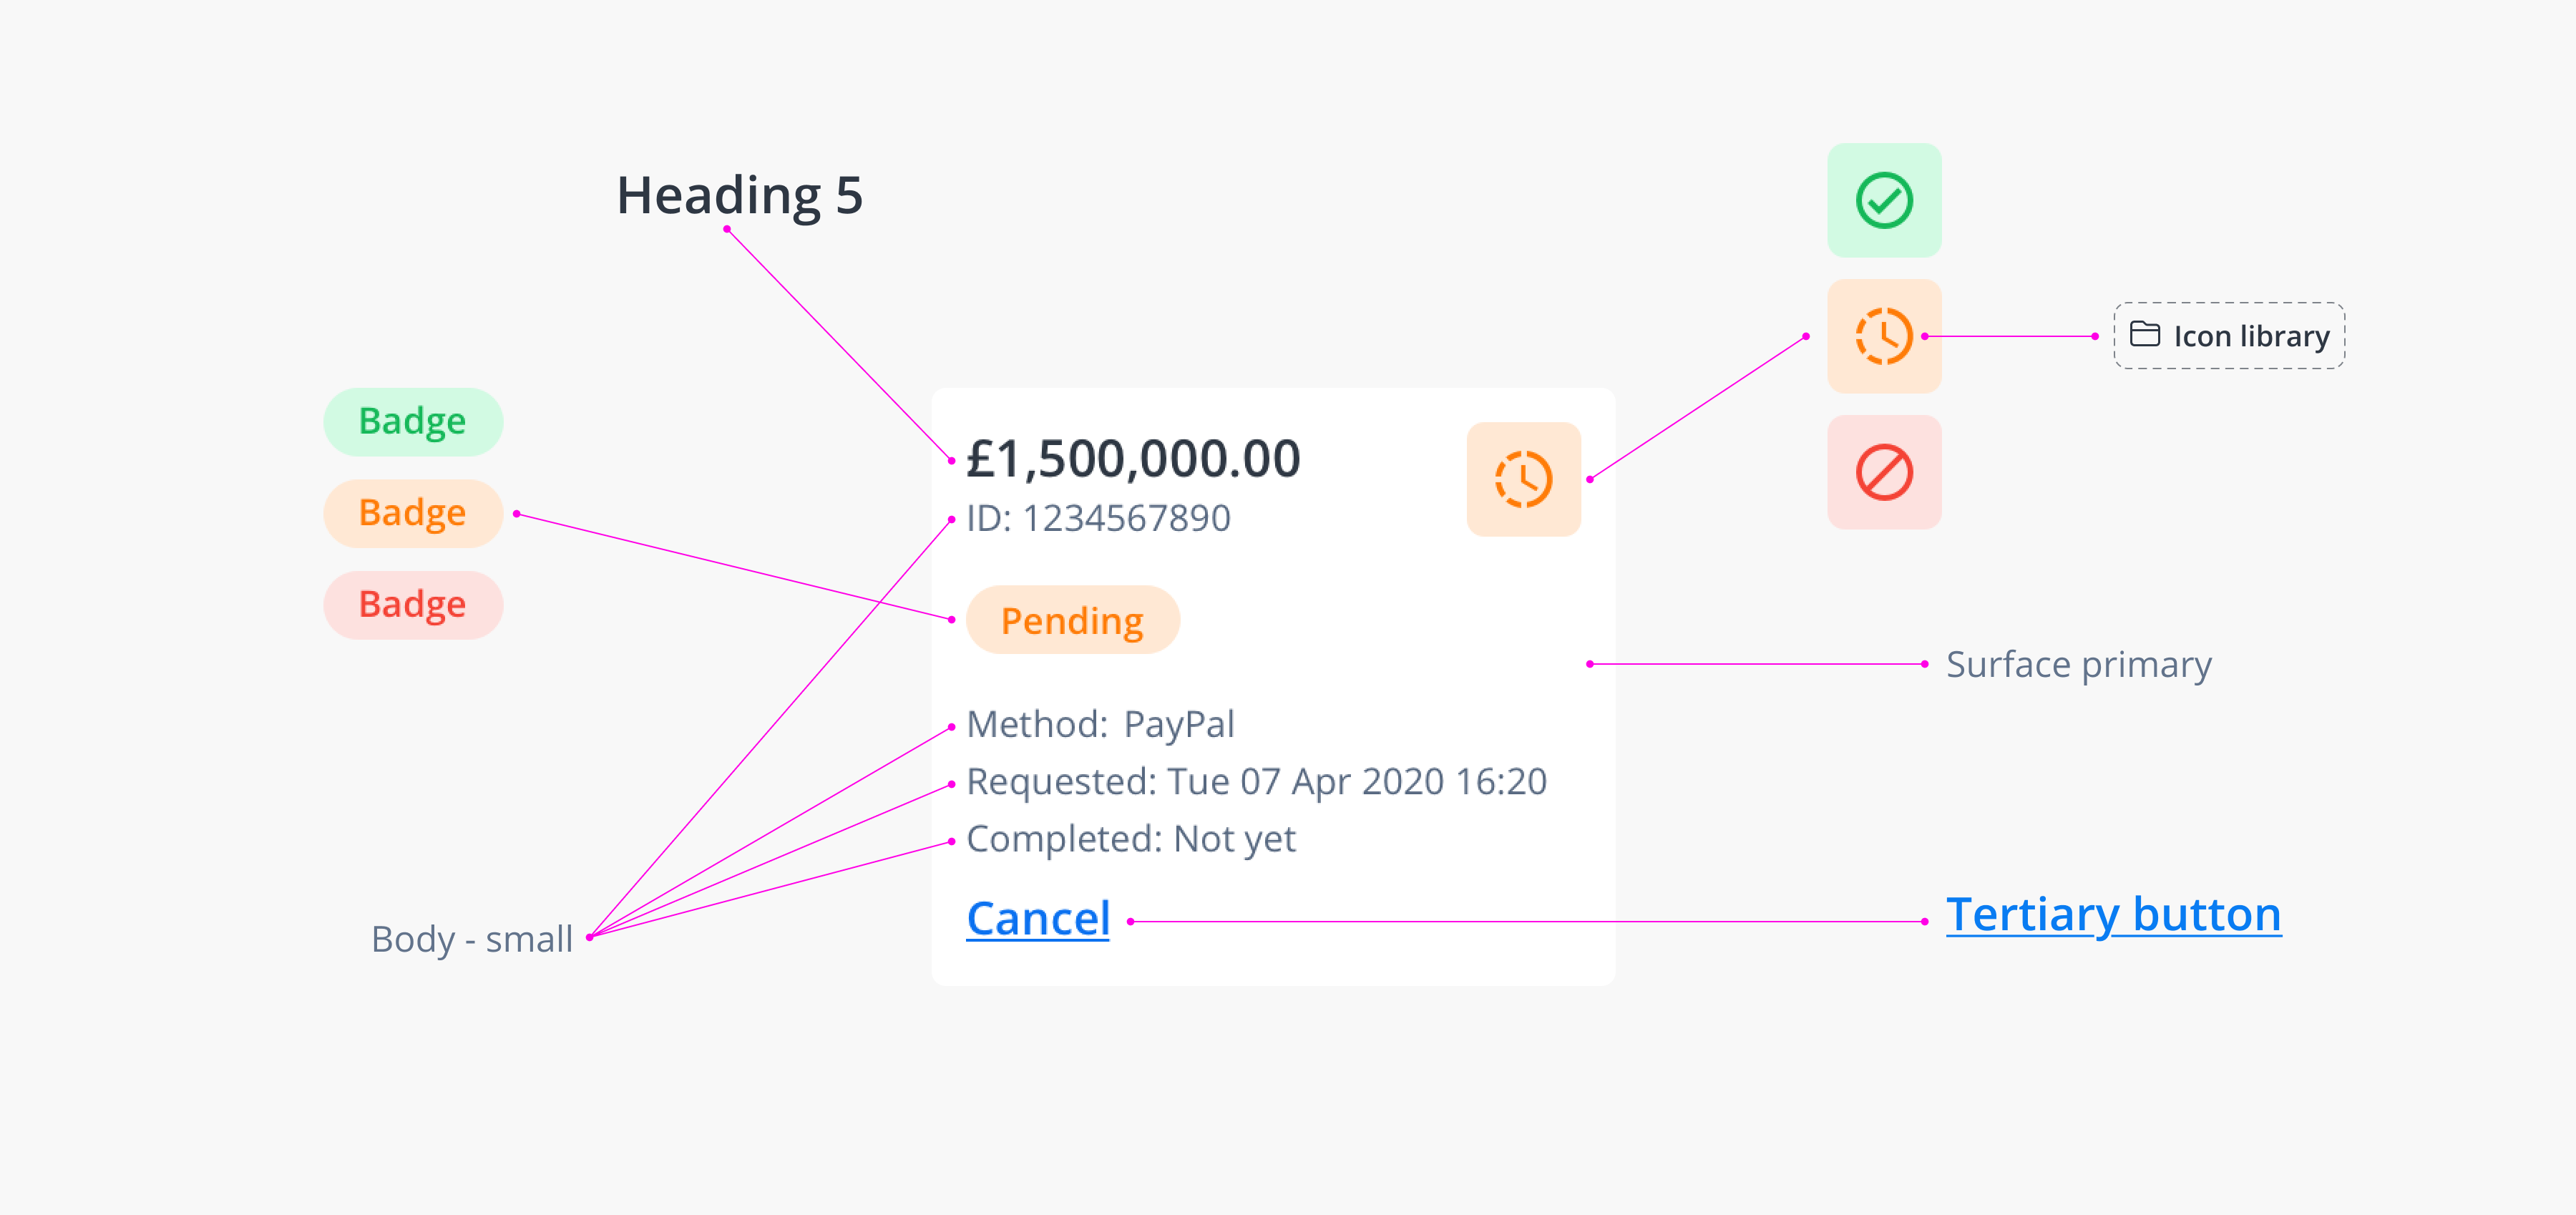 Heading 5
Icon library
Badge
Badge
Badge
£1,500,000.00
ID: 1234567890
Pending
Method: PayPal
Requested: Tue 07 Apr 2020 16:20
Completed: Not yet
Cancel
Surface primary
Body - small
Tertiary button